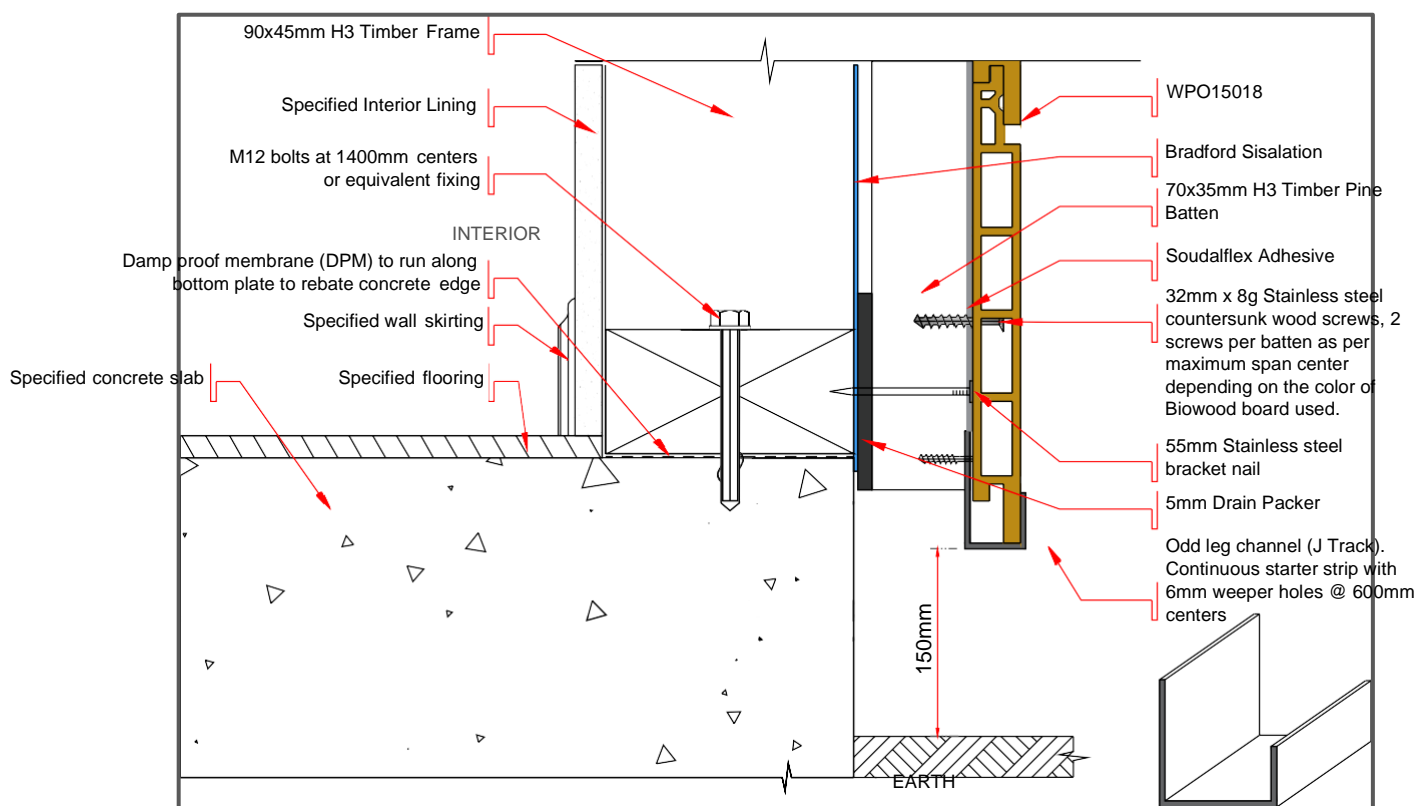 90x45mm H3 Timber Frame
Specified Interior Lining
M12 bolts at 1400mm centers
or equivalent fixing
INTERIOR
Damp proof membrane (DPM) to run along
bottom plate to rebate concrete edge
Specified wall skirting
Specified concrete slab
Specified flooring
WPO15018
Bradford Sisalation
70x35mm H3 Timber Pine
Batten
Soudalflex Adhesive
32mm x 8g Stainless steel
countersunk wood screws, 2
screws per batten as per
maximum span center
depending on the color of
Biowood board used.
55mm Stainless steel
bracket nail
5mm Drain Packer
Odd leg channel (J Track).
Continuous starter strip with
6mm weeper holes @ 600mm
centers
150mm
EARTH